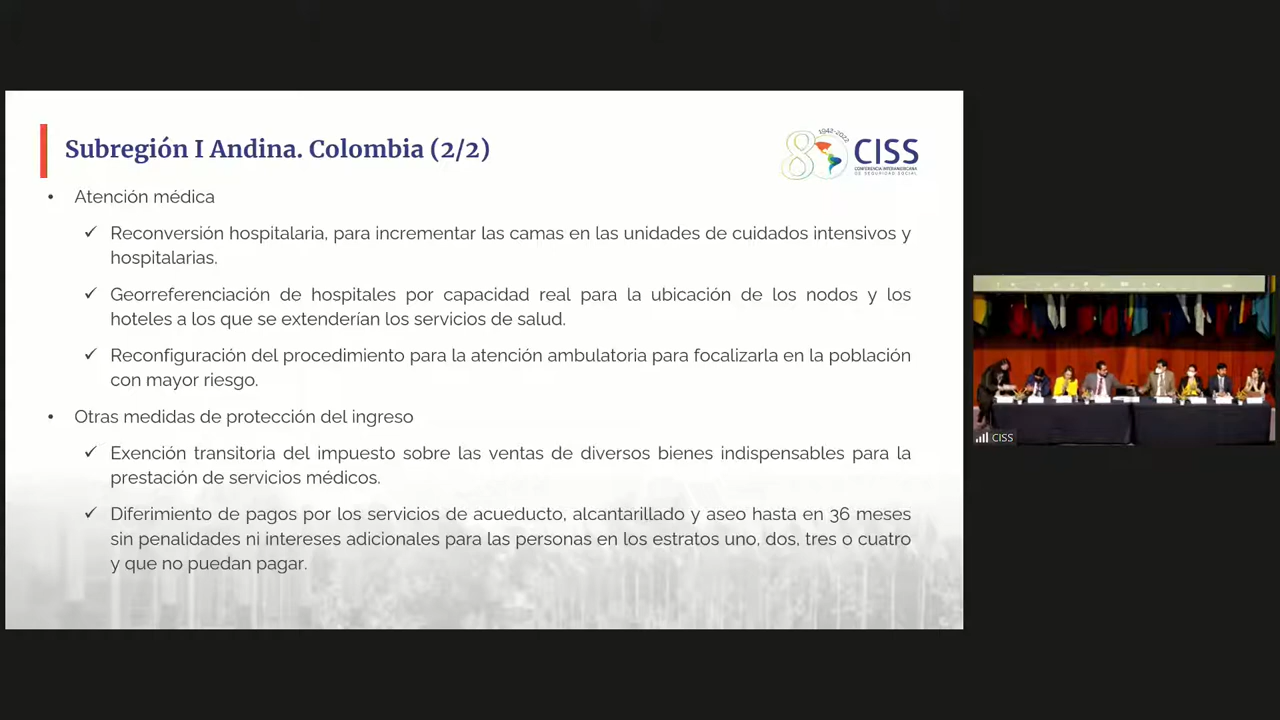 Subregión I Andina. Colombia (2/2)
1942-2022
CISS
CONFERENCIA INTERAMERICANA
DE SEGURIDAD SOCIAL
• Atención médica
✓ Reconversión hospitalaria, para incrementar las camas en las unidades de cuidados intensivos y
hospitalarias.
✓ Georreferenciación de hospitales por capacidad real para la ubicación de los nodos y los
hoteles a los que se extenderían los servicios de salud.
✓ Reconfiguración del procedimiento para la atención ambulatoria para focalizarla en la población
con mayor riesgo.
• Otras medidas de protección del ingreso
✓ Exención transitoria del impuesto sobre las ventas de diversos bienes indispensables para la
prestación de servicios médicos.
✓ Diferimiento de pagos por los servicios de acueducto, alcantarillado y aseo hasta en 36 meses
sin penalidades ni intereses adicionales para las personas en los estratos uno, dos, tres o cuatro
y que no puedan pagar.
CISS